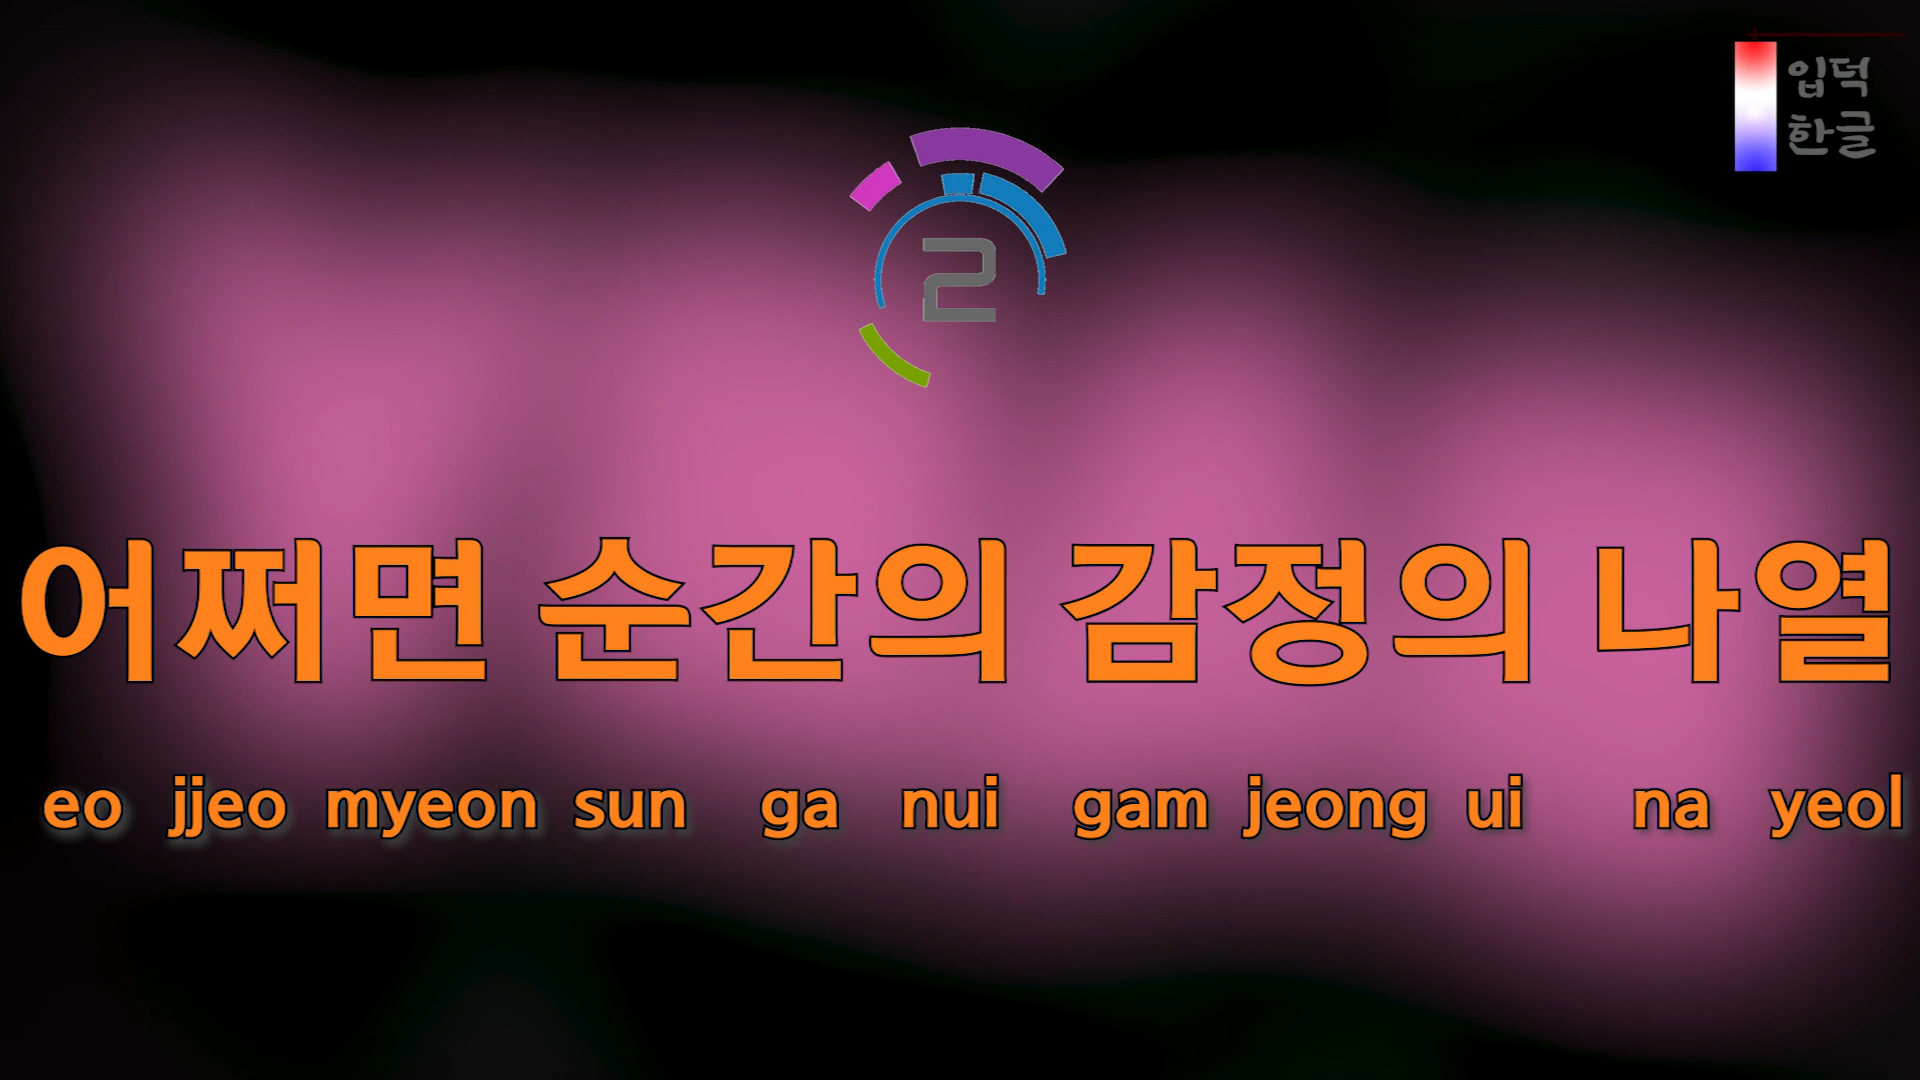 입덕
한글
2
어쩌면 순간의 감정의 나열
eo jjeo myeon sun ga nui gam jeong ui na yeol